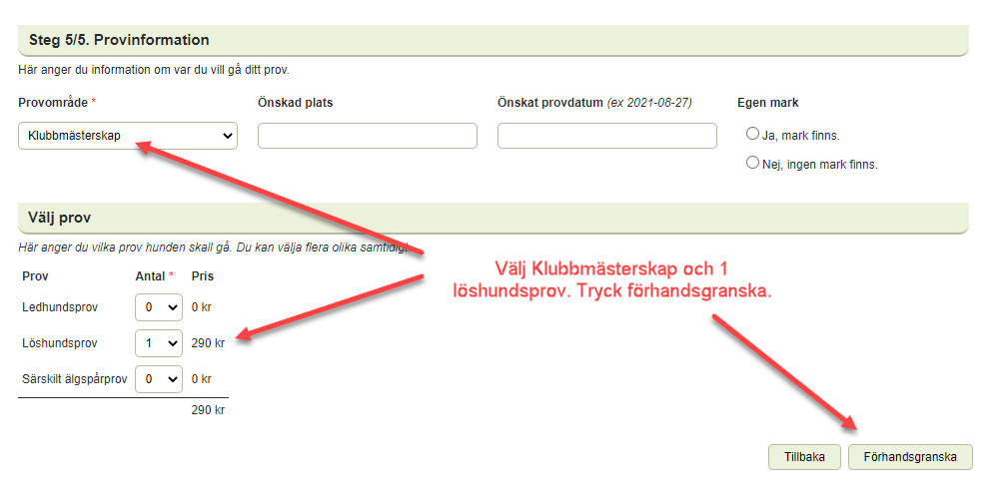 Steg 5/5. Provinformation
Här anger du information om var du vill gå ditt prov.
Provområde * Önskad plats Önskat provdatum (ex 2021-08-27) Egen mark
Klubbmästerskap
Ja, mark finns.
Nej, ingen mark finns.
Välj prov
Här anger du vilka prov hunden skall gå. Du kan välja flera olika samtidigt.
Prov Antal * Pris
Välj Klubbmästerskap och 1
löshundsprov. Tryck förhandsgranska.
Ledhundsprov 0 0 kr
Löshundsprov 1 290 kr
Särskilt älgspårprov 0 0 kr
290 kr
Tillbaka Förhandsgranska